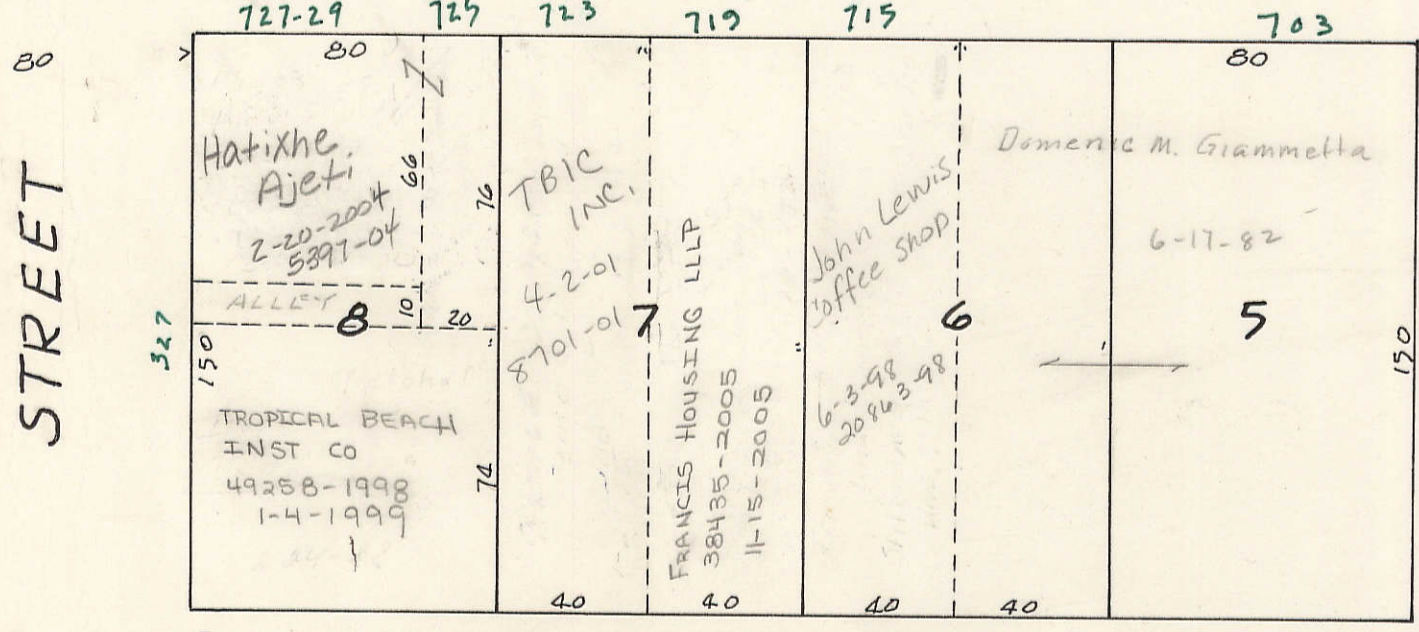 727-29
725
723
719
715
703
80
STREET
327
80
Z
Hatixhe
Ajeti
2-20-2004
5397-04
66
76
ALLEY
10
20
8
150
TROPICAL BEACH
INST CO
49258-1998
1-4-1999
74
TBIC
INC.
4-2-01
8701-01
7
40
FRANCIS HOUSING LLLP
38435-2005
11-15-2005
40
John Lewis
Coffee Shop
6-3-98
20863-98
6
40
40
80
Domenic M. Giammetta
6-17-82
5
150